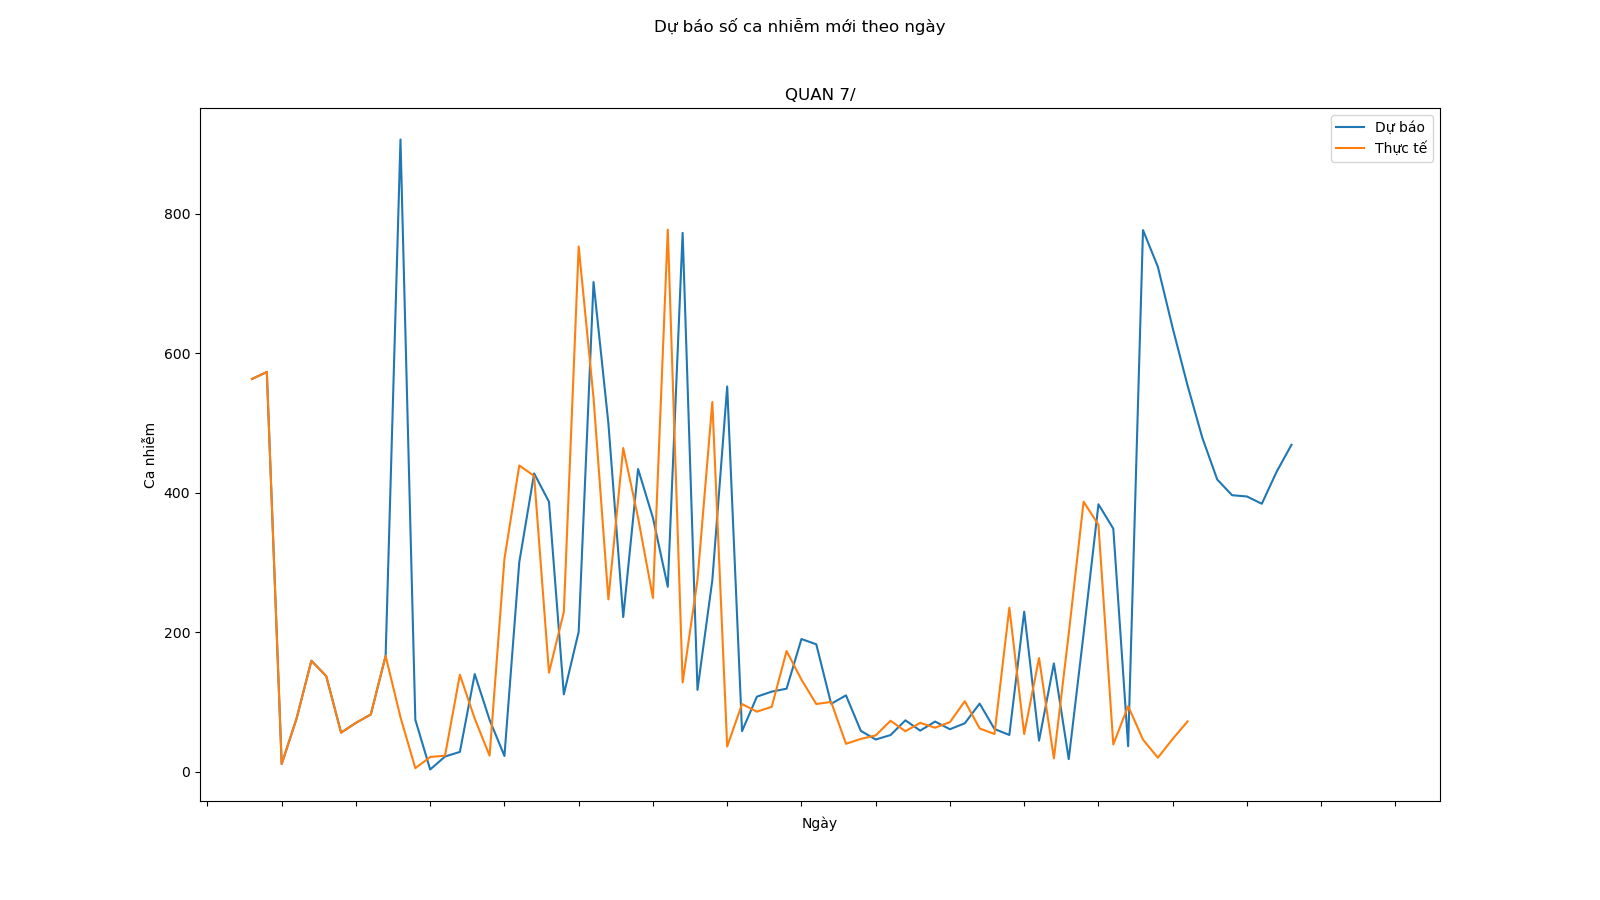 Dự báo số ca nhiễm mới theo ngày
QUAN 7/
Dự báo
Thực tế
800
600
400
200
0
Ca nhiễm
Ngày